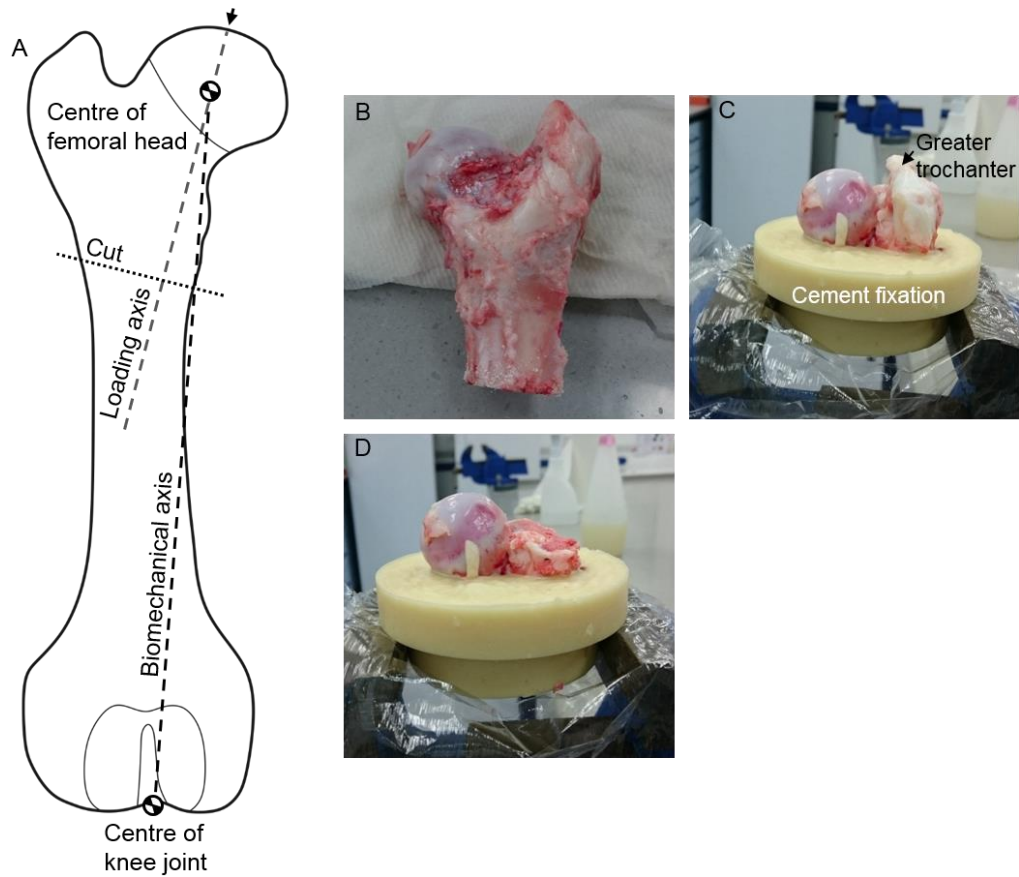 A
Centre of
femoral head
Cut
Loading axis
Biomechanical axis
Centre of
knee joint
B
C
Greater
trochanter
Cement fixation
D